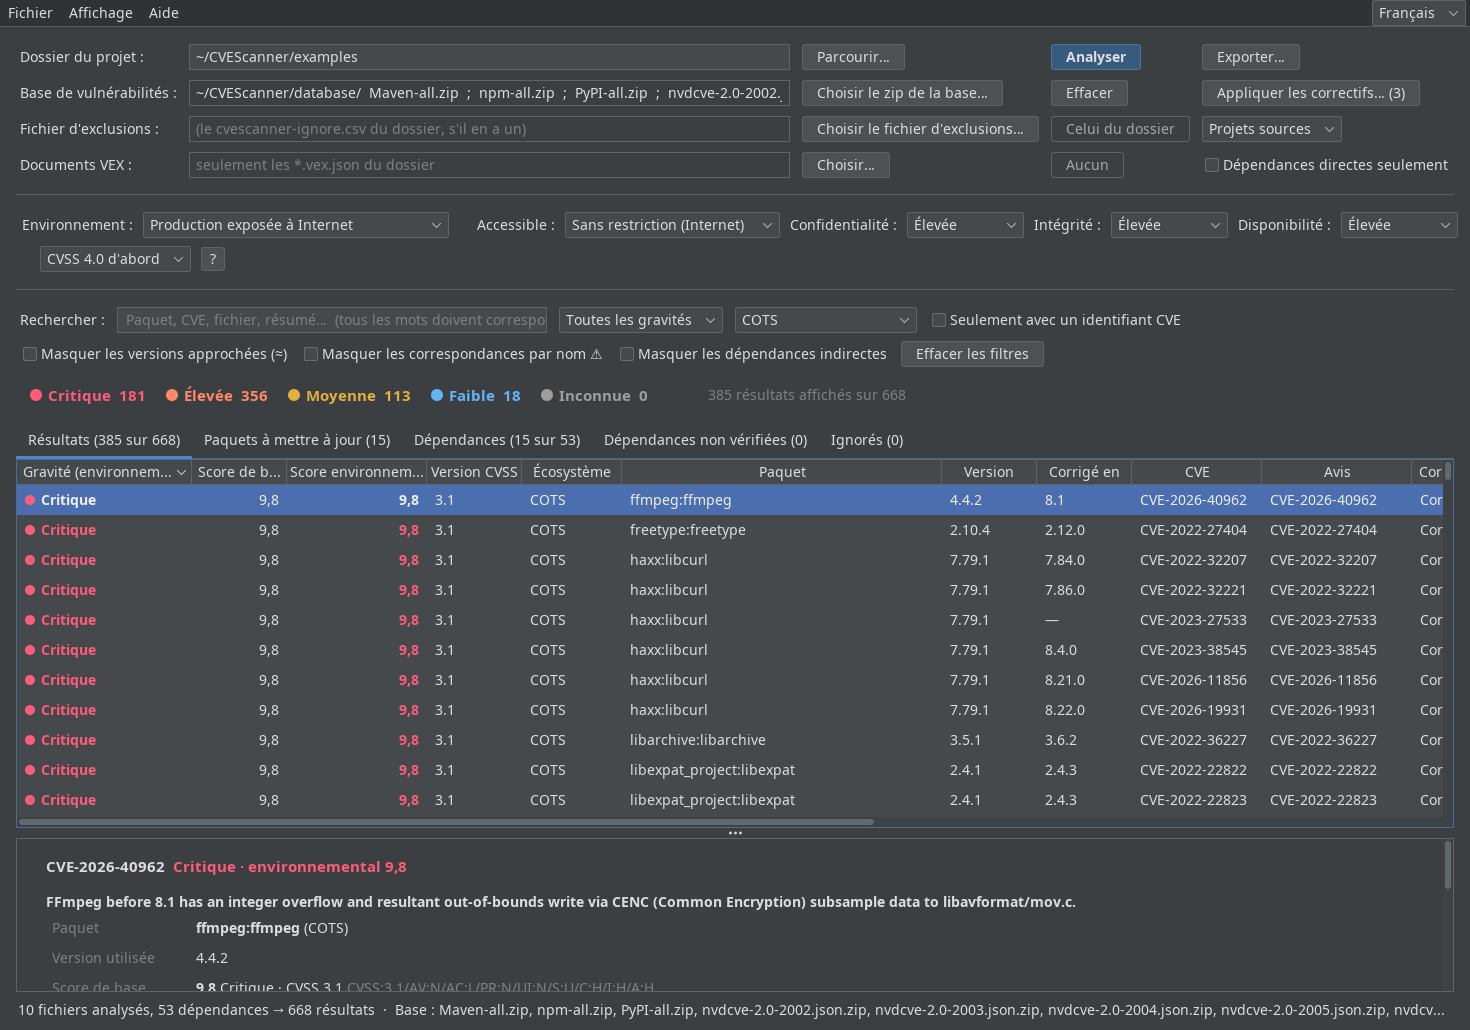 Fichier Affichage Aide Français
Dossier du projet : ~/CVEScanner/examples Parcourir... Analyser Exporter...
Base de vulnérabilités : ~/CVEScanner/database/ Maven-all.zip ; npm-all.zip ; PyPI-all.zip ; nvdcve-2.0-2002. Choisir le zip de la base... Effacer Appliquer les correctifs... (3)
Fichier d'exclusions : (le cvescanner-ignore.csv du dossier, s'il en a un) Choisir le fichier d'exclusions... Celui du dossier Projets sources
Documents VEX : seulement les *.vex.json du dossier Choisir... Aucun Dépendances directes seulement
Environnement : Production exposée à Internet Accessible : Sans restriction (Internet) Confidentialité : Élevée Intégrité : Élevée Disponibilité : Élevée
CVSS 4.0 d'abord ?
Rechercher : Paquet, CVE, fichier, résumé... (tous les mots doivent correspo Toutes les gravités COTS Seulement avec un identifiant CVE
Masquer les versions approchées (≈) Masquer les correspondances par nom ⚠ Masquer les dépendances indirectes Effacer les filtres
Critique 181 Élevée 356 Moyenne 113 Faible 18 Inconnue 0 385 résultats affichés sur 668
Résultats (385 sur 668) Paquets à mettre à jour (15) Dépendances (15 sur 53) Dépendances non vérifiées (0) Ignorés (0)
Gravité (environnem... Score de b... Score environnem... Version CVSS Écosystème Paquet Version Corrigé en CVE Avis Cor
Critique 9,8 9,8 3.1 COTS ffmpeg:ffmpeg 4.4.2 8.1 CVE-2026-40962 CVE-2026-40962 Cor
Critique 9,8 9,8 3.1 COTS freetype:freetype 2.10.4 2.12.0 CVE-2022-27404 CVE-2022-27404 Cor
Critique 9,8 9,8 3.1 COTS haxx:libcurl 7.79.1 7.84.0 CVE-2022-32207 CVE-2022-32207 Cor
Critique 9,8 9,8 3.1 COTS haxx:libcurl 7.79.1 7.86.0 CVE-2022-32221 CVE-2022-32221 Cor
Critique 9,8 9,8 3.1 COTS haxx:libcurl 7.79.1 — CVE-2023-27533 CVE-2023-27533 Cor
Critique 9,8 9,8 3.1 COTS haxx:libcurl 7.79.1 8.4.0 CVE-2023-38545 CVE-2023-38545 Cor
Critique 9,8 9,8 3.1 COTS haxx:libcurl 7.79.1 8.21.0 CVE-2026-11856 CVE-2026-11856 Cor
Critique 9,8 9,8 3.1 COTS haxx:libcurl 7.79.1 8.22.0 CVE-2026-19931 CVE-2026-19931 Cor
Critique 9,8 9,8 3.1 COTS libarchive:libarchive 3.5.1 3.6.2 CVE-2022-36227 CVE-2022-36227 Cor
Critique 9,8 9,8 3.1 COTS libexpat_project:libexpat 2.4.1 2.4.3 CVE-2022-22822 CVE-2022-22822 Cor
Critique 9,8 9,8 3.1 COTS libexpat_project:libexpat 2.4.1 2.4.3 CVE-2022-22823 CVE-2022-22823 Cor
CVE-2026-40962 Critique · environnemental 9,8
FFmpeg before 8.1 has an integer overflow and resultant out-of-bounds write via CENC (Common Encryption) subsample data to libavformat/mov.c.
Paquet ffmpeg:ffmpeg (COTS)
Version utilisée 4.4.2
Score de base 9,8 Critique · CVSS 3.1 CVSS:3.1/AV:N/AC:L/PR:N/UI:N/S:U/C:H/I:H/A:H
10 fichiers analysés, 53 dépendances → 668 résultats · Base : Maven-all.zip, npm-all.zip, PyPI-all.zip, nvdcve-2.0-2002.json.zip, nvdcve-2.0-2003.json.zip, nvdcve-2.0-2004.json.zip, nvdcve-2.0-2005.json.zip, nvdcv...